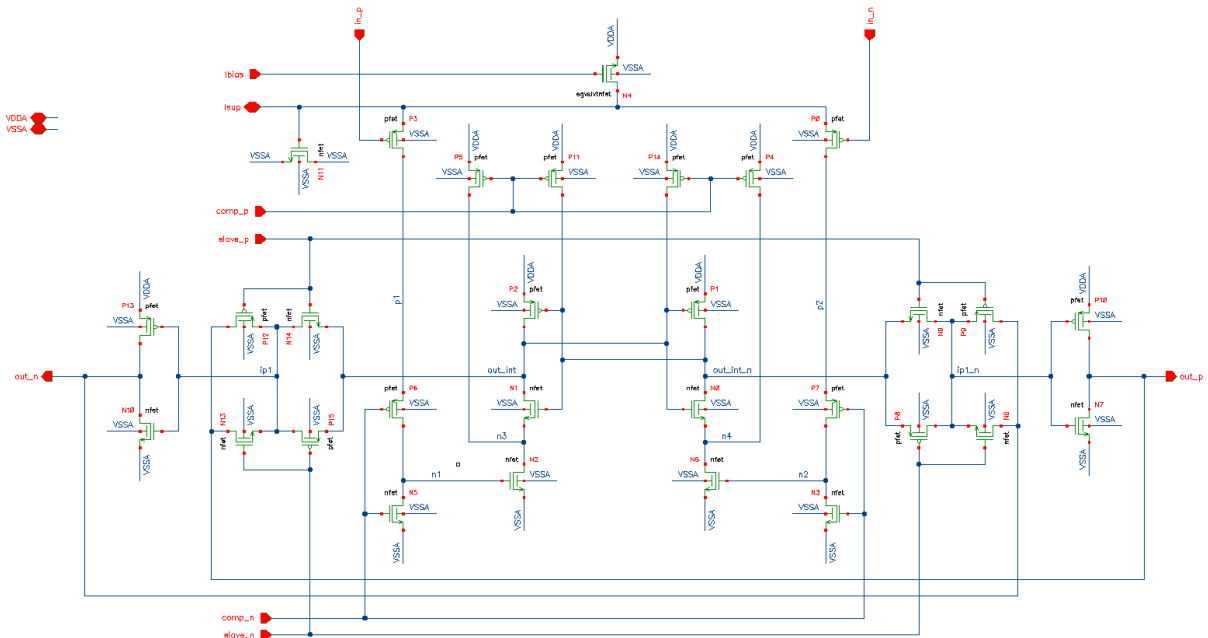 in_p
in_n
VDDA
Ibias
VSSA
egvslvtnfet
N4
VDDA
VSSA
Isup
pfet
P3
VSSA
P0
pfet
VSSA
VSSA
nfet
VSSA
VSSA
N11
VDDA
P5
pfet
VSSA
VDDA
pfet
P11
VSSA
VDDA
P14
pfet
VSSA
VDDA
pfet
P4
VSSA
comp_p
slave_p
p1
p2
VDDA
P13
pfet
VSSA
pfet
P12
VSSA
nfet
N14
VSSA
VDDA
P2
pfet
VSSA
VDDA
pfet
P1
VSSA
nfet
N9
VSSA
pfet
P9
VSSA
VDDA
P10
pfet
VSSA
out_n
ip1
out_int
out_int_n
ip1_n
out_p
N10
nfet
VSSA
VSSA
N13
nfet
VSSA
P15
pfet
VSSA
P6
pfet
VSSA
N1
nfet
VSSA
N0
nfet
VSSA
P7
pfet
VSSA
P8
pfet
VSSA
N8
nfet
VSSA
N7
nfet
VSSA
VSSA
n3
n4
nfet
N2
VSSA
VSSA
N6
nfet
VSSA
VSSA
n1
n2
nfet
N5
VSSA
VSSA
nfet
N3
VSSA
VSSA
comp_n
slave_n